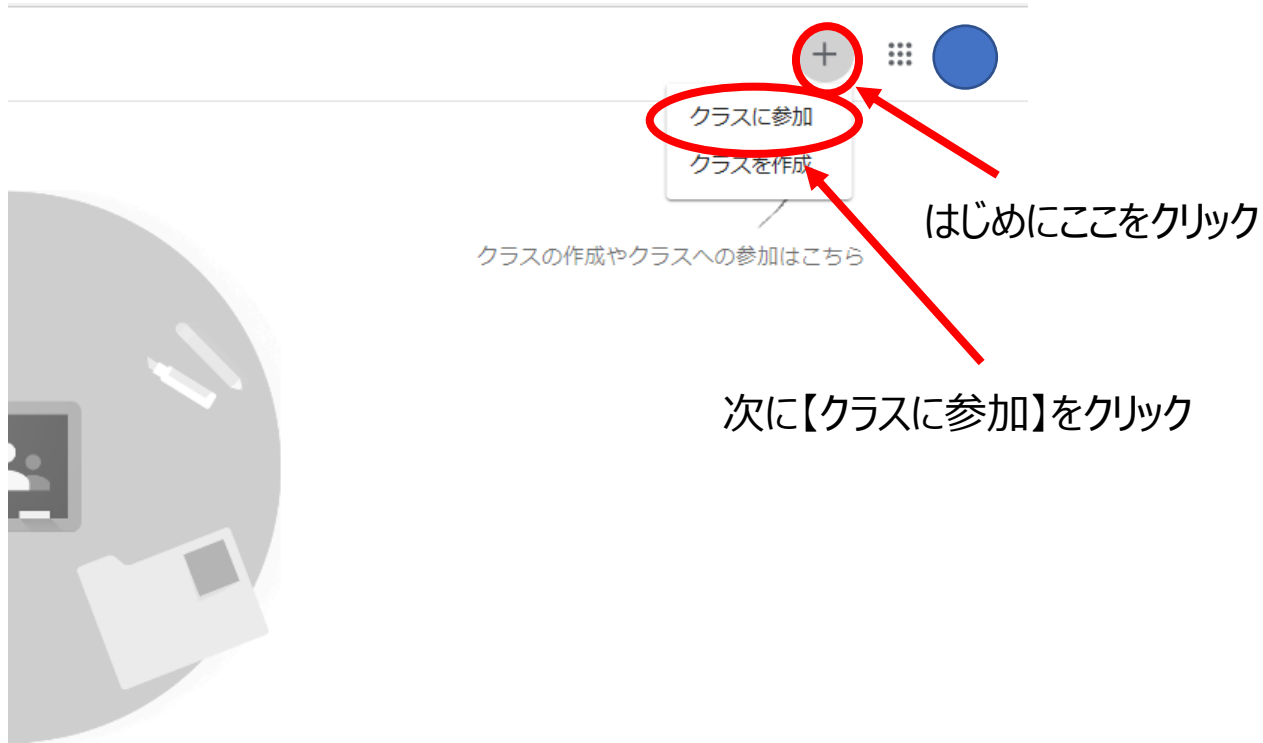 クラスに参加
クラスを作成
はじめにここをクリック
クラスの作成やクラスへの参加はこちら
次に【クラスに参加】をクリック